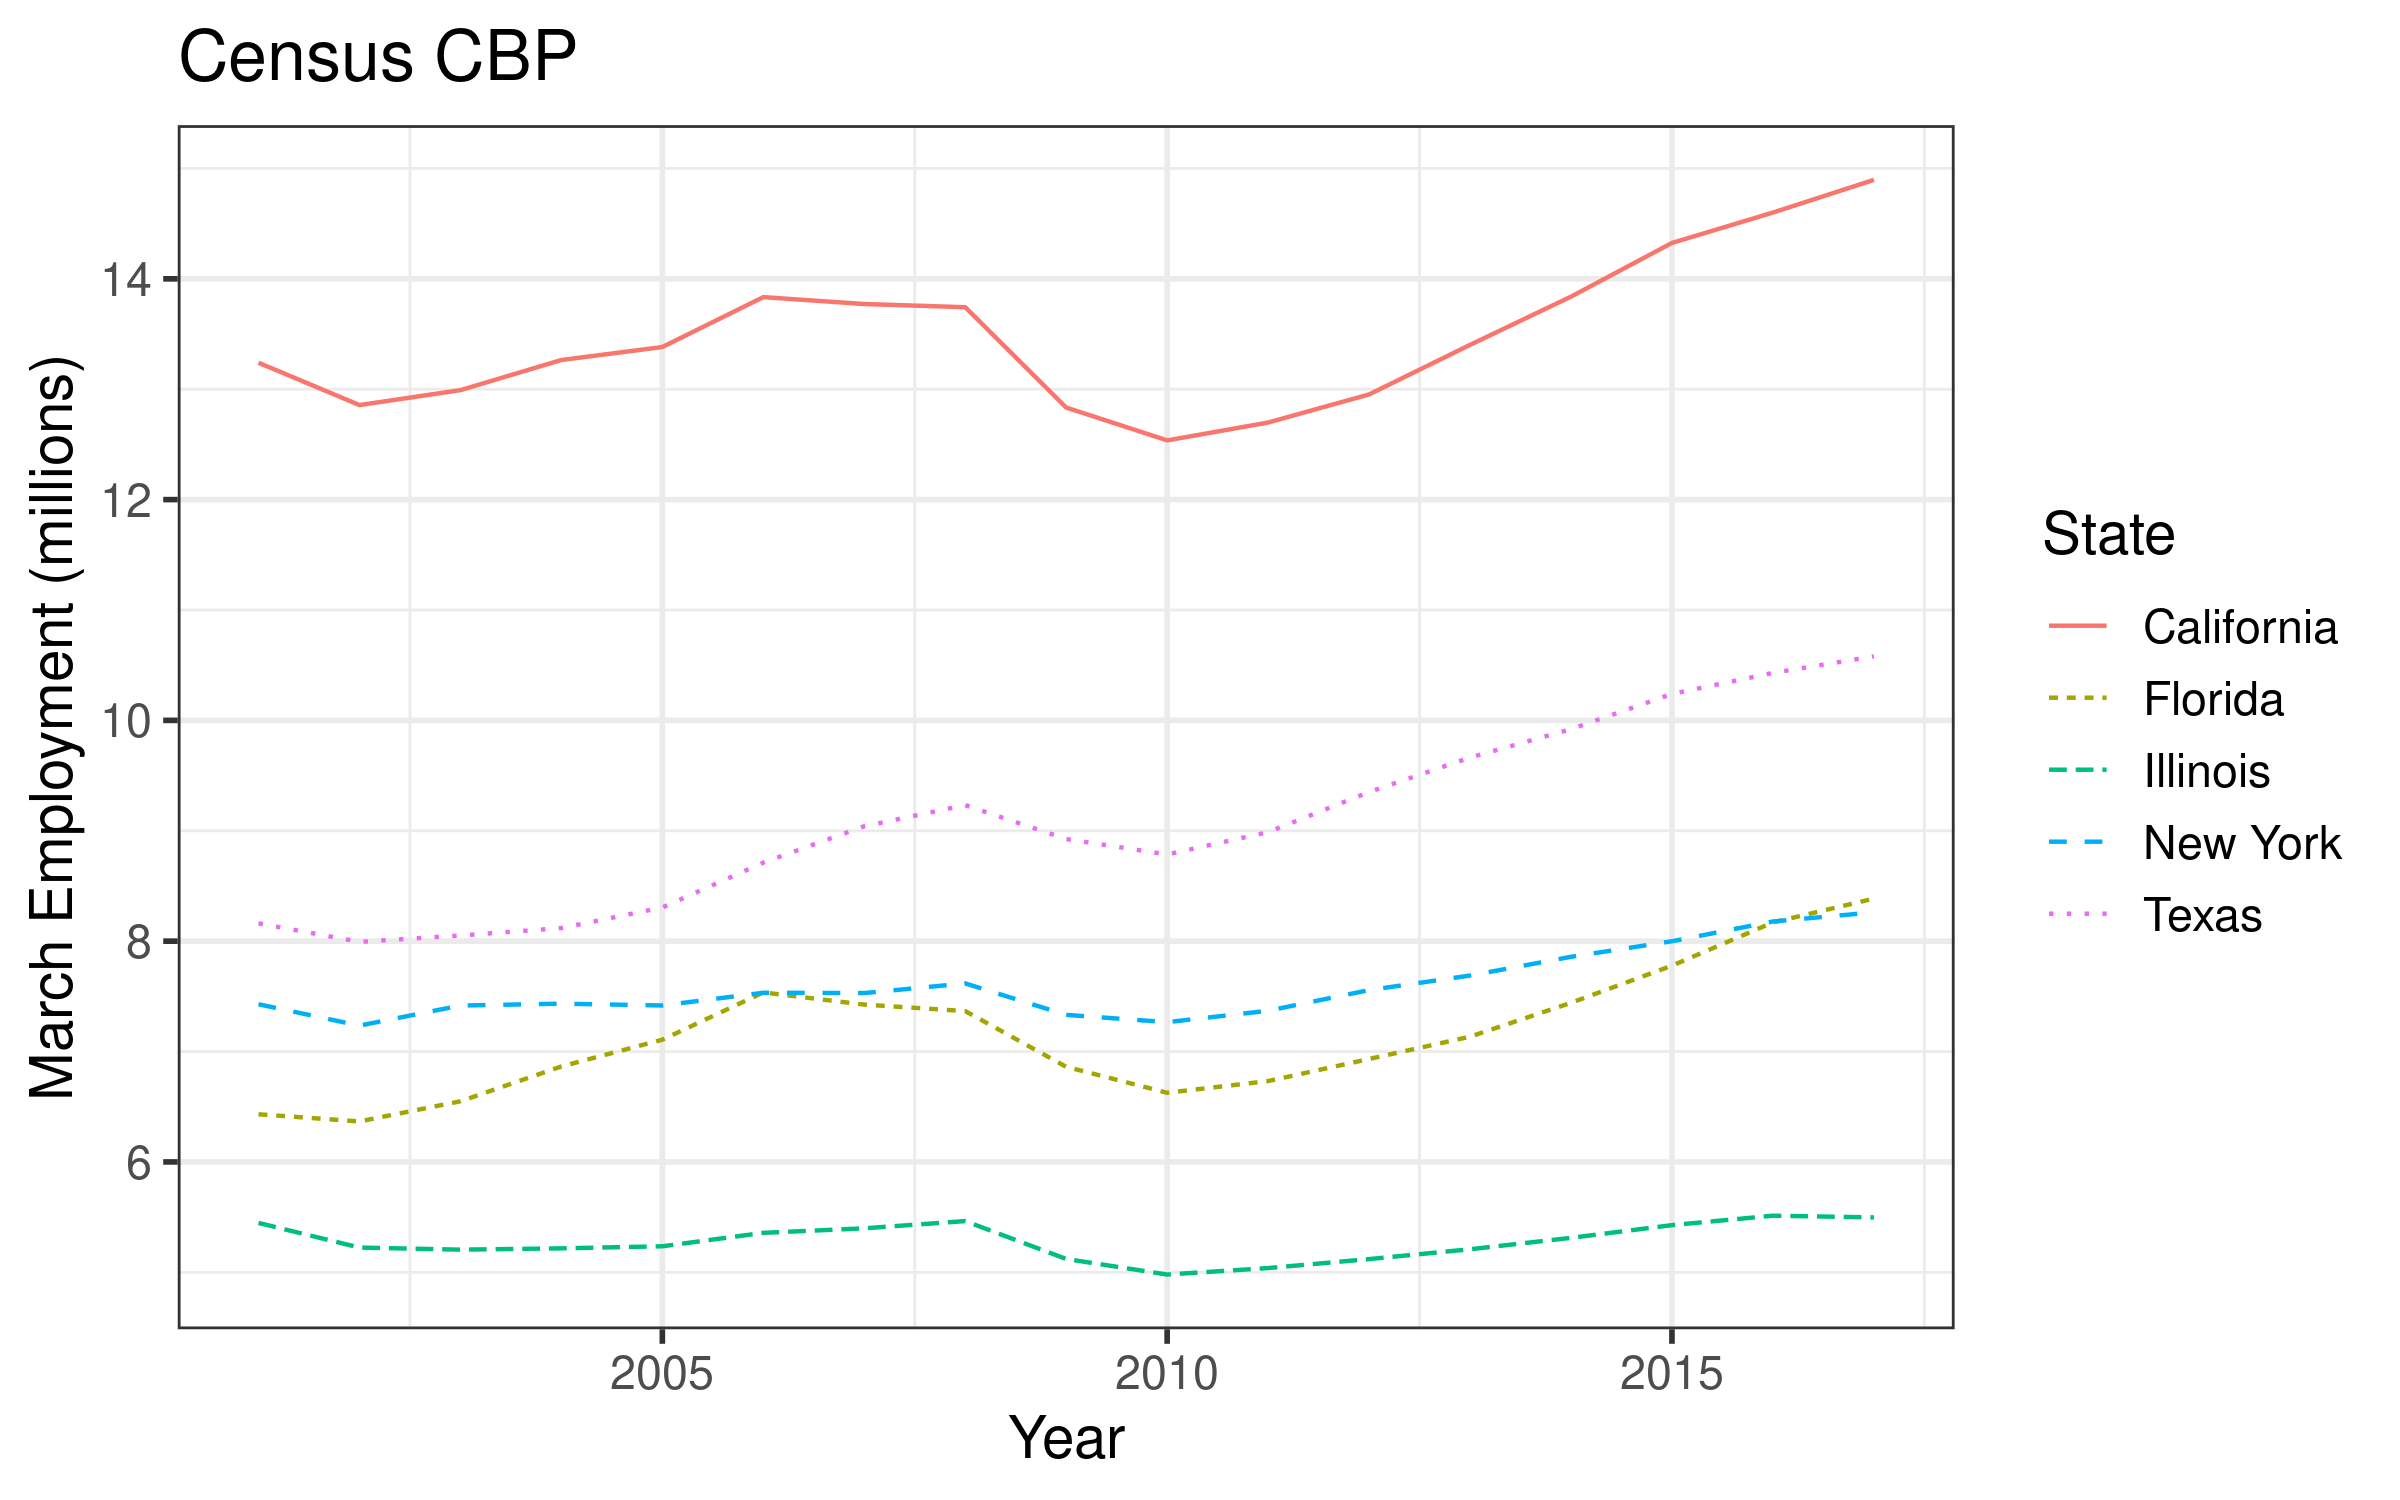 Census CBP
March Employment (millions)
14
12
10
8
6
2005
2010
2015
Year
State
California
Florida
Illinois
New York
Texas